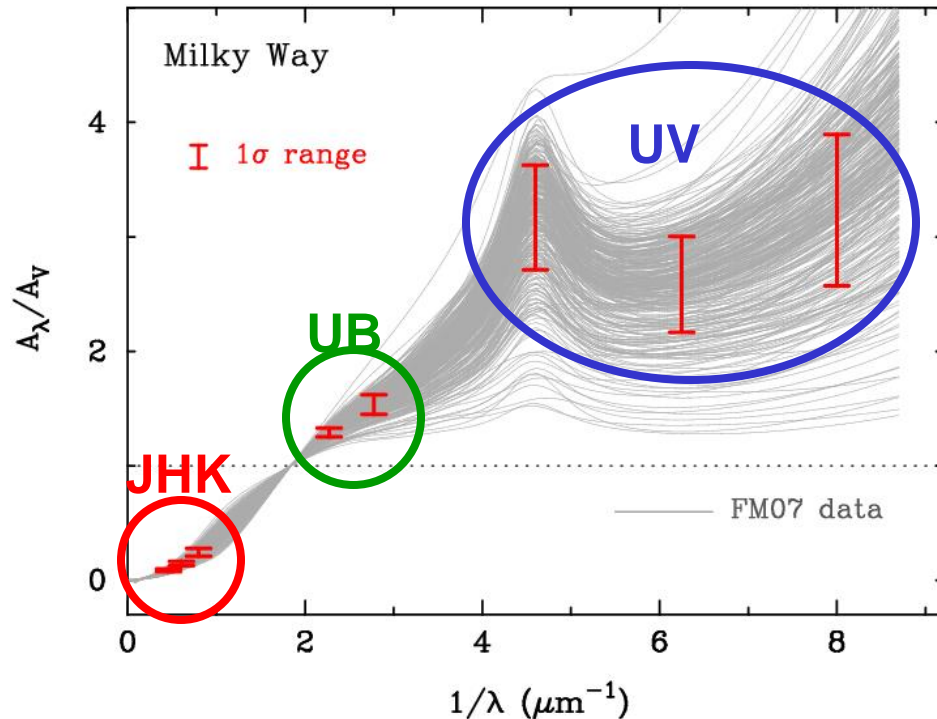 Milky Way
1σ range
UV
UB
JHK
FM07 data
A_λ/A_V
4
2
0
0
2
4
6
8
1/λ (μm⁻¹)